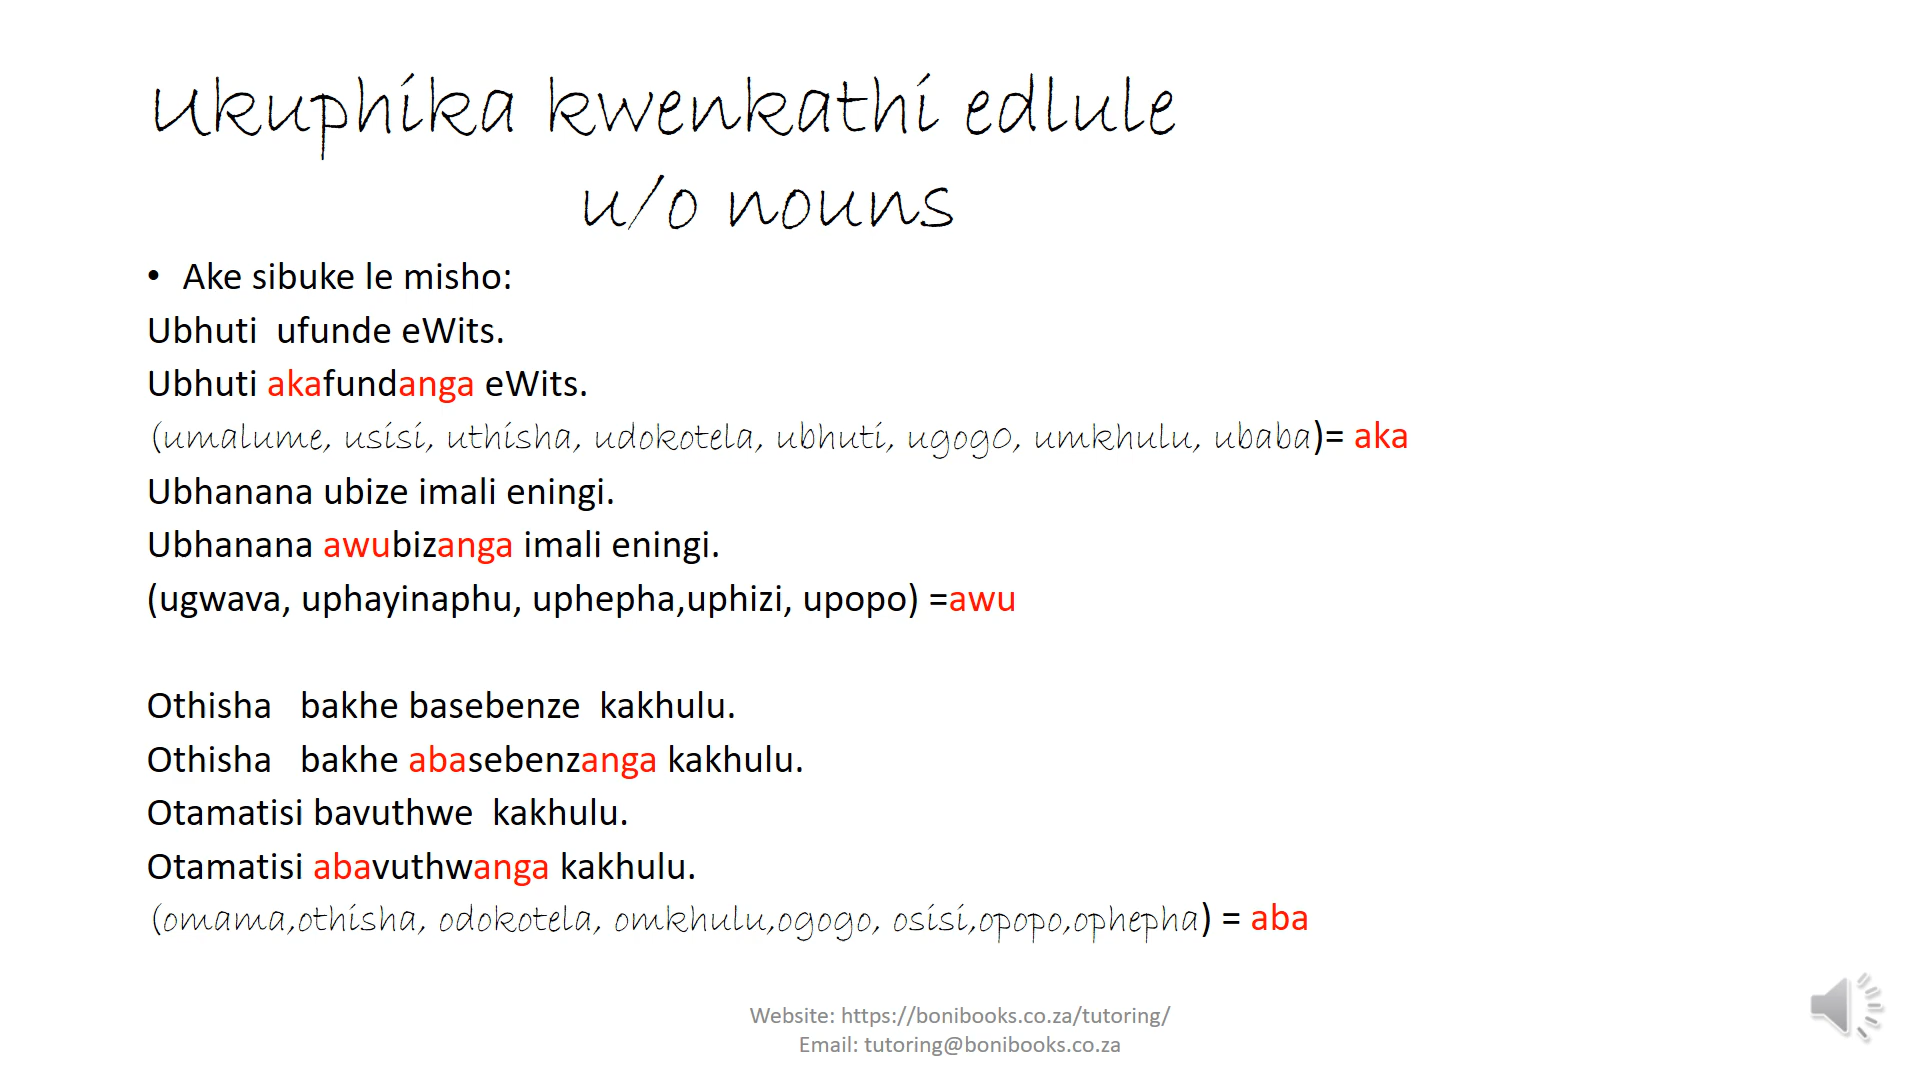 Ukuphika kwenkathi edlule
u/o nouns
• Ake sibuke le misho:
Ubhuti ufunde eWits.
Ubhuti akafundanga eWits.
(umalume, usisi, uthisha, udokotela, ubhuti, ugogO, umkhulu, ubaba)= aka
Ubhanana ubize imali eningi.
Ubhanana awubizanga imali eningi.
(ugwava, uphayinaphu, uphepha,uphizi, upopo) =awu
Othisha bakhe basebenze kakhulu.
Othisha bakhe abasebenzanga kakhulu.
Otamatisi bavuthwe kakhulu.
Otamatisi abavuthwanga kakhulu.
(omama,othisha, odokotela, omkhulu,ogogo, osisi,opopo,ophepha) = aba
Website: https://bonibooks.co.za/tutoring/
Email: tutoring@bonibooks.co.za